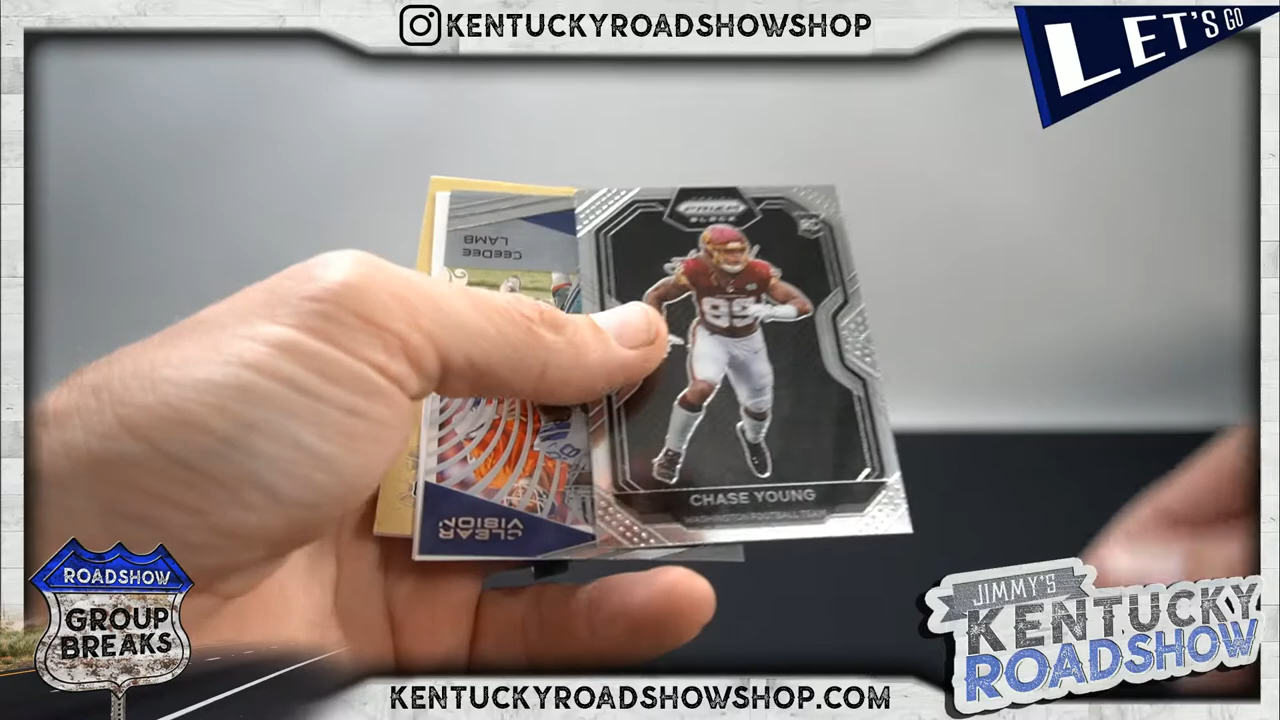 KENTUCKYROADSHOWSHOP
LET'S GO
PRIZM
BLACK
RC
CEEDEE
LAMB
99
CHASE YOUNG
WASHINGTON FOOTBALL TEAM
CLEAR
VISION
ROADSHOW
GROUP
BREAKS
JIMMY'S
KENTUCKY
ROADSHOW
KENTUCKYROADSHOWSHOP.COM